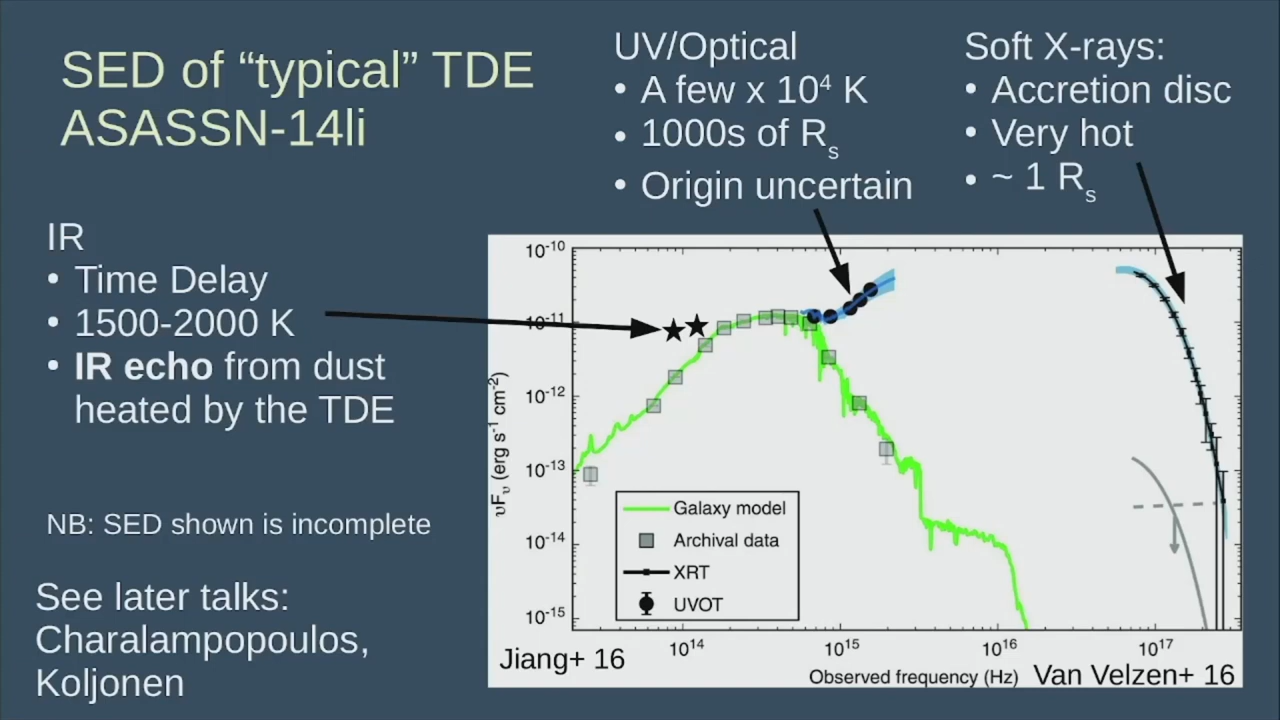 SED of “typical” TDE
ASASSN-14li
UV/Optical
• A few x 10⁴ K
• 1000s of Rₛ
• Origin uncertain
Soft X-rays:
• Accretion disc
• Very hot
• ~ 1 Rₛ
IR
• Time Delay
• 1500-2000 K
• IR echo from dust
heated by the TDE
NB: SED shown is incomplete
See later talks:
Charalampopoulos,
Koljonen
10⁻¹⁰
10⁻¹¹
10⁻¹²
10⁻¹³
10⁻¹⁴
10⁻¹⁵
νFᵥ (erg s⁻¹ cm⁻²)
Galaxy model
Archival data
XRT
UVOT
10¹⁴ 10¹⁵ 10¹⁶ 10¹⁷
Observed frequency (Hz)
Jiang+ 16
Van Velzen+ 16